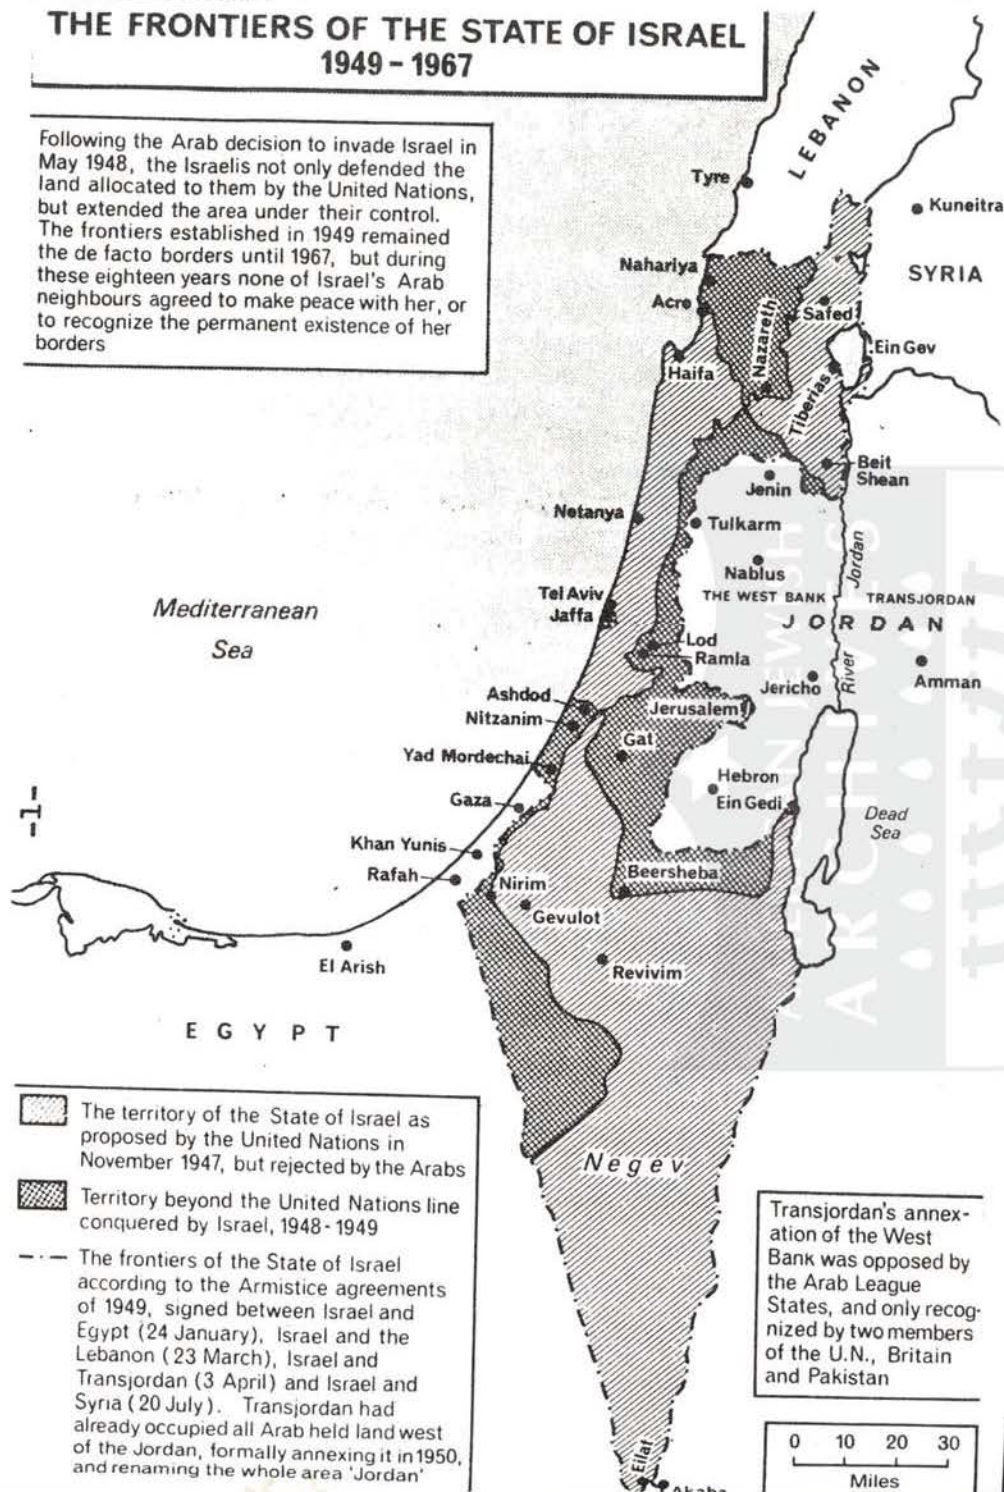 THE FRONTIERS OF THE STATE OF ISRAEL
1949 - 1967
Following the Arab decision to invade Israel in
May 1948, the Israelis not only defended the
land allocated to them by the United Nations,
but extended the area under their control.
The frontiers established in 1949 remained
the de facto borders until 1967, but during
these eighteen years none of Israel's Arab
neighbours agreed to make peace with her, or
to recognize the permanent existence of her
borders
LEBANON
Tyre
Kuneitra
SYRIA
Nahariya
Acre
Safed
Nazareth
Ein Gev
Haifa
Tiberias
Beit
Shean
Jenin
Netanya
Tulkarm
Nablus
Jordan
River
THE WEST BANK
TRANSJORDAN
JORDAN
Tel Aviv
Jaffa
Mediterranean
Sea
Lod
Ramla
Jericho
Amman
Ashdod
Jerusalem
Nitzanim
Gat
Yad Mordechai
Hebron
Gaza
Ein Gedi
Dead
Sea
Khan Yunis
Rafah
Beersheba
Nirim
Gevulot
El Arish
Revivim
EGYPT
Negev
Eilat
Akaba
-1-
The territory of the State of Israel as
proposed by the United Nations in
November 1947, but rejected by the Arabs
Territory beyond the United Nations line
conquered by Israel, 1948-1949
The frontiers of the State of Israel
according to the Armistice agreements
of 1949, signed between Israel and
Egypt (24 January), Israel and the
Lebanon (23 March), Israel and
Transjordan (3 April) and Israel and
Syria (20 July). Transjordan had
already occupied all Arab held land west
of the Jordan, formally annexing it in 1950,
and renaming the whole area 'Jordan'
Transjordan's annex-
ation of the West
Bank was opposed by
the Arab League
States, and only recog-
nized by two members
of the U.N., Britain
and Pakistan
0 10 20 30
Miles
JEWISH
ARCHIVES